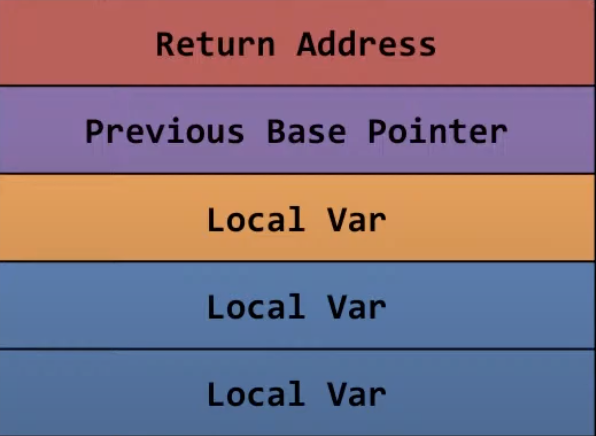 Return Address
Previous Base Pointer
Local Var
Local Var
Local Var